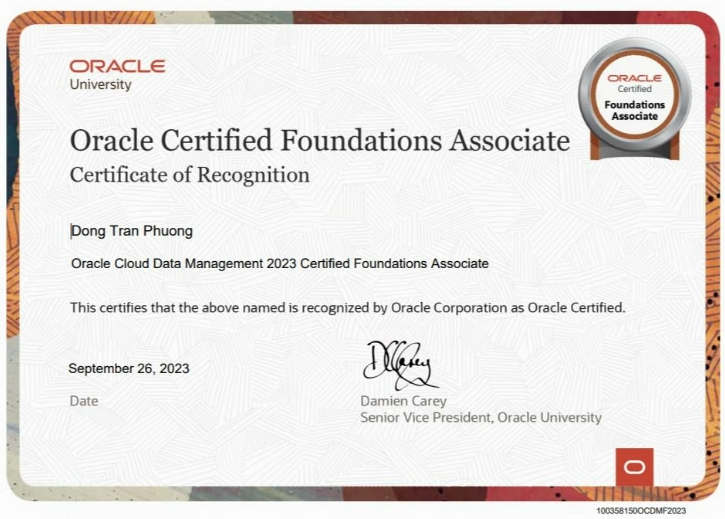 ORACLE
University
ORACLE
Certified
Foundations
Associate
Oracle Certified Foundations Associate
Certificate of Recognition
Dong Tran Phuong
Oracle Cloud Data Management 2023 Certified Foundations Associate
This certifies that the above named is recognized by Oracle Corporation as Oracle Certified.
September 26, 2023
Date
Damien Carey
Senior Vice President, Oracle University
100358150OCDMF2023